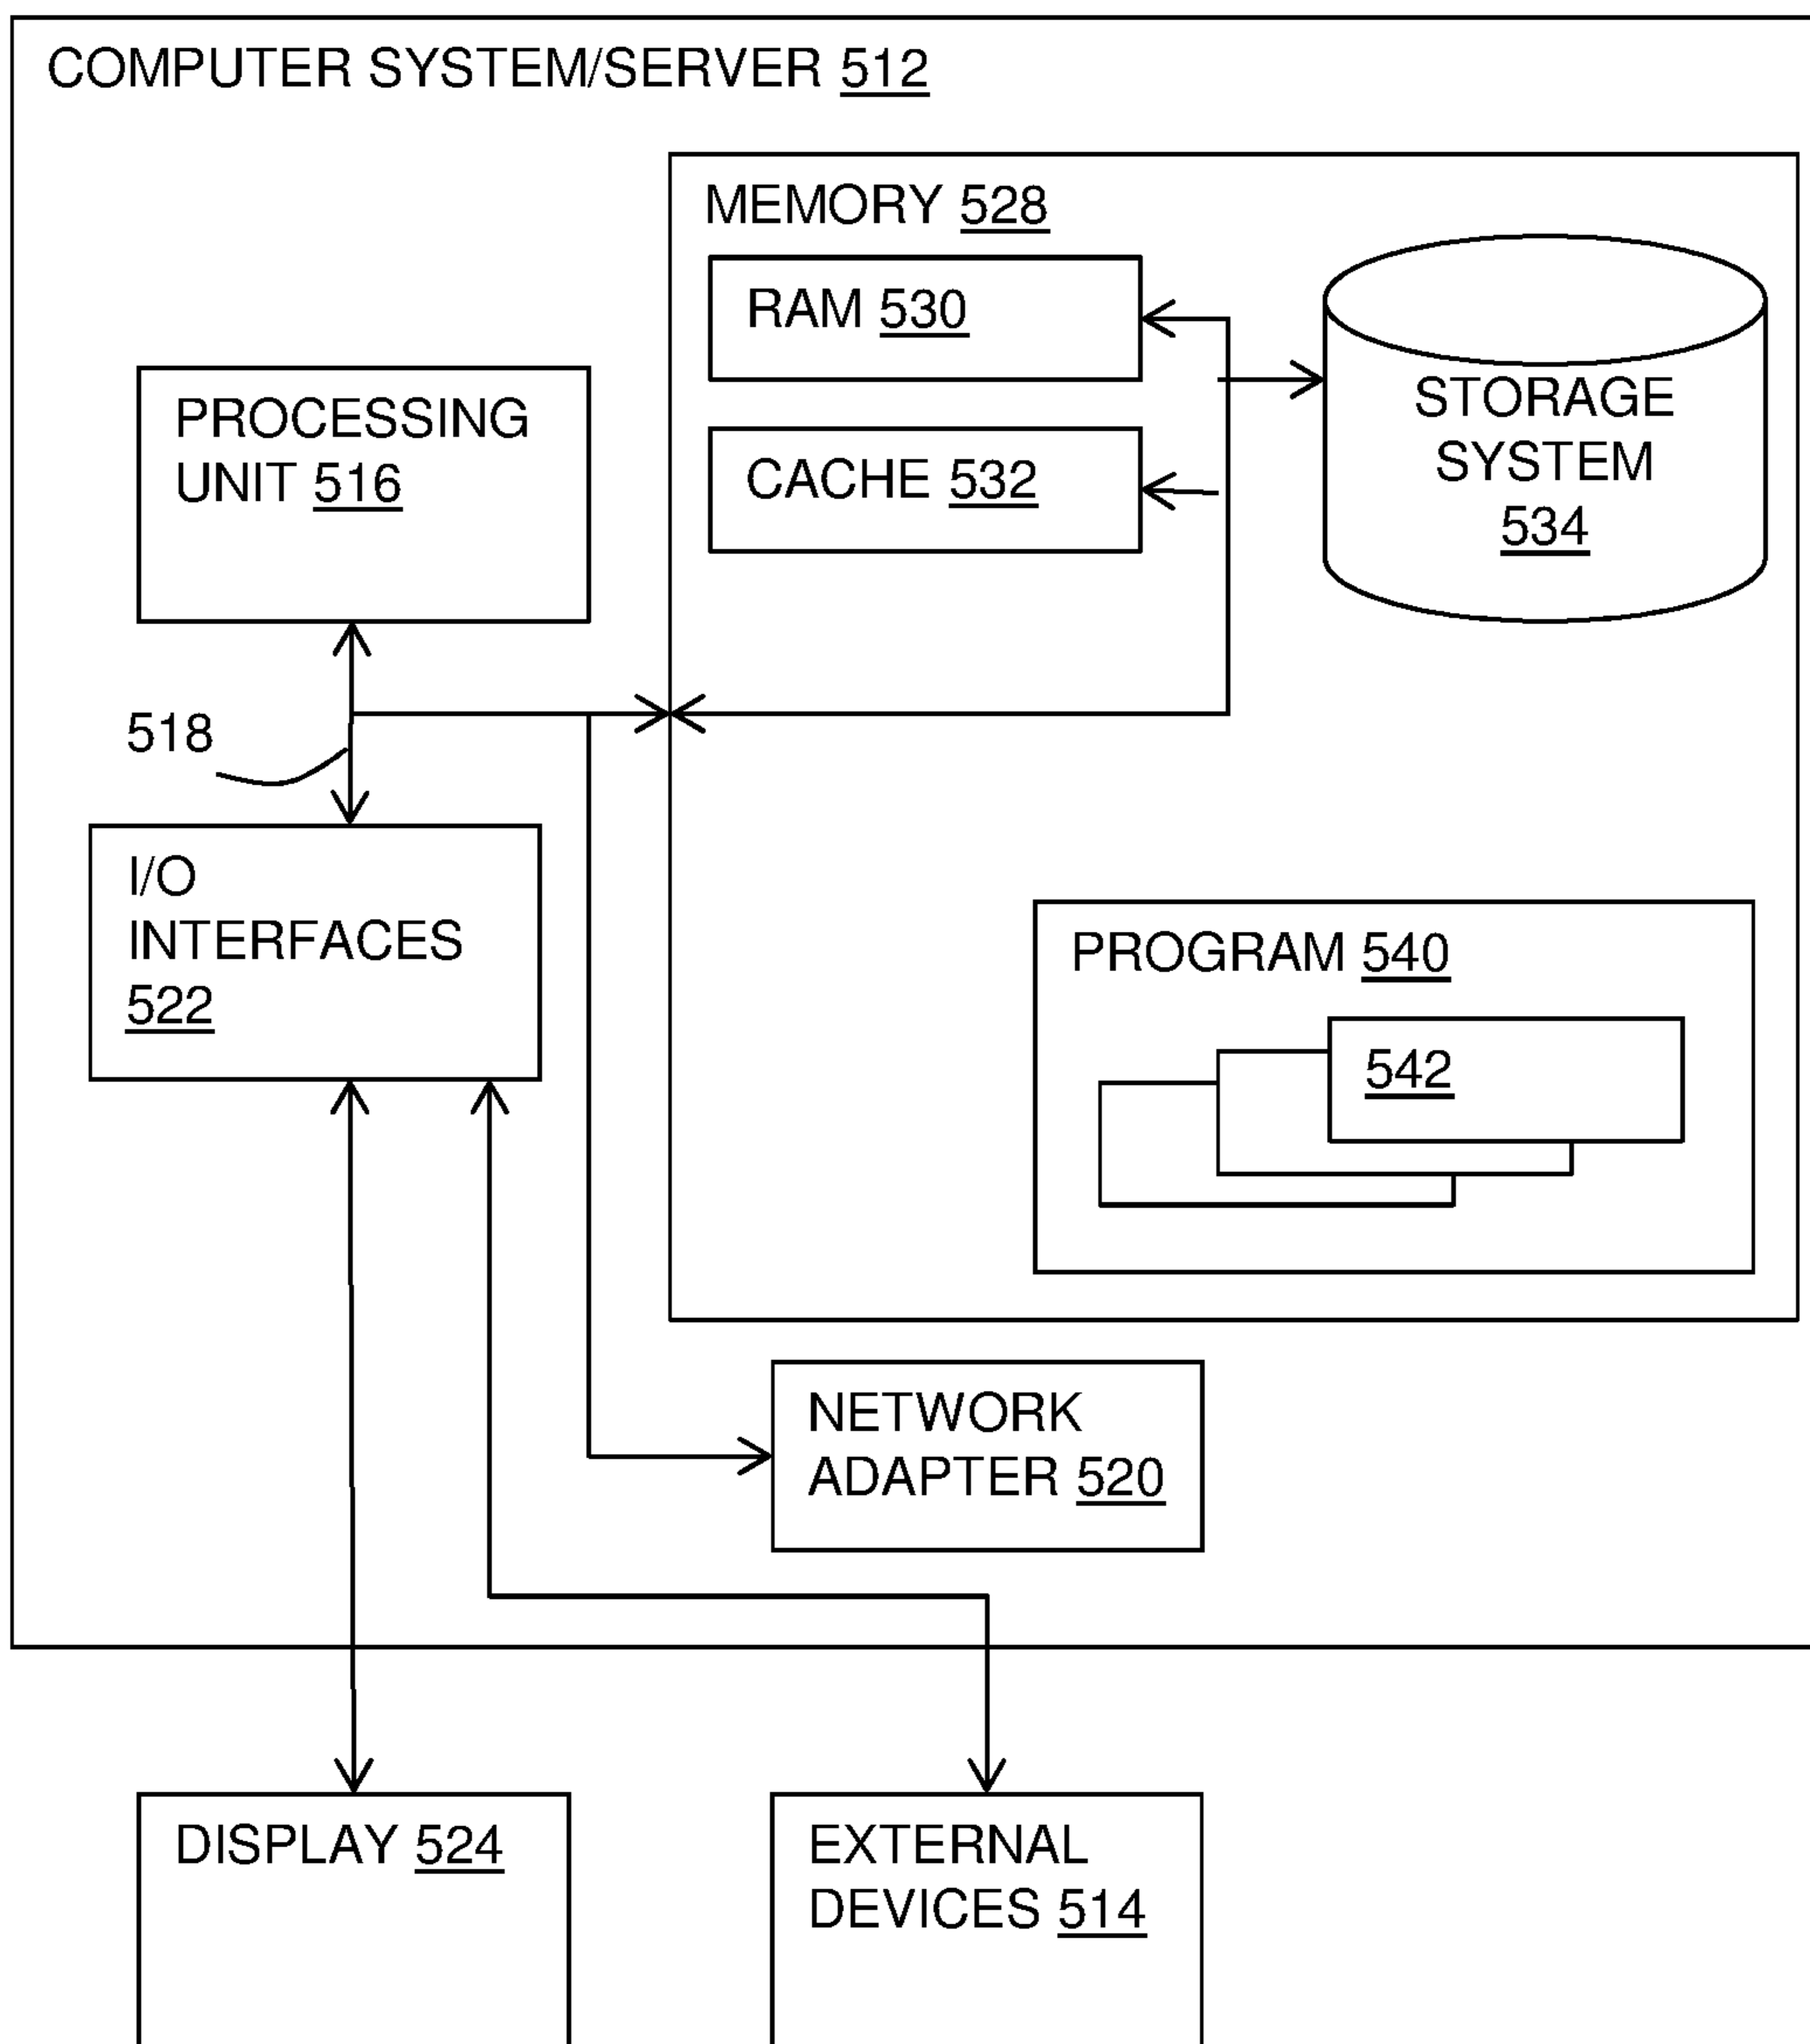 COMPUTER SYSTEM/SERVER 512
MEMORY 528
RAM 530
CACHE 532
STORAGE
SYSTEM
534
PROCESSING
UNIT 516
518
I/O
INTERFACES
522
PROGRAM 540
542
NETWORK
ADAPTER 520
DISPLAY 524
EXTERNAL
DEVICES 514